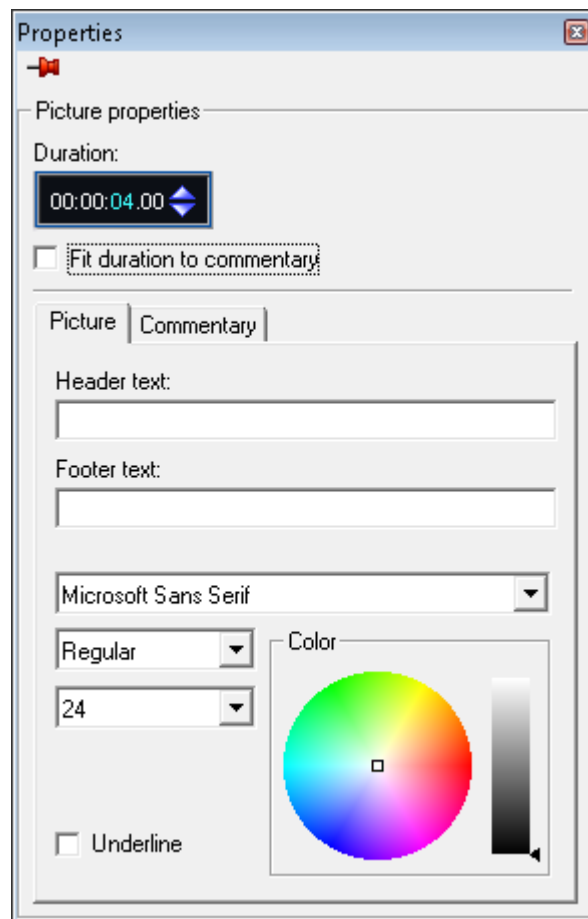 Properties
Picture properties
Duration:
00:00:04.00
Fit duration to commentary
Picture Commentary
Header text:
Footer text:
Microsoft Sans Serif
Regular
Color
24
Underline